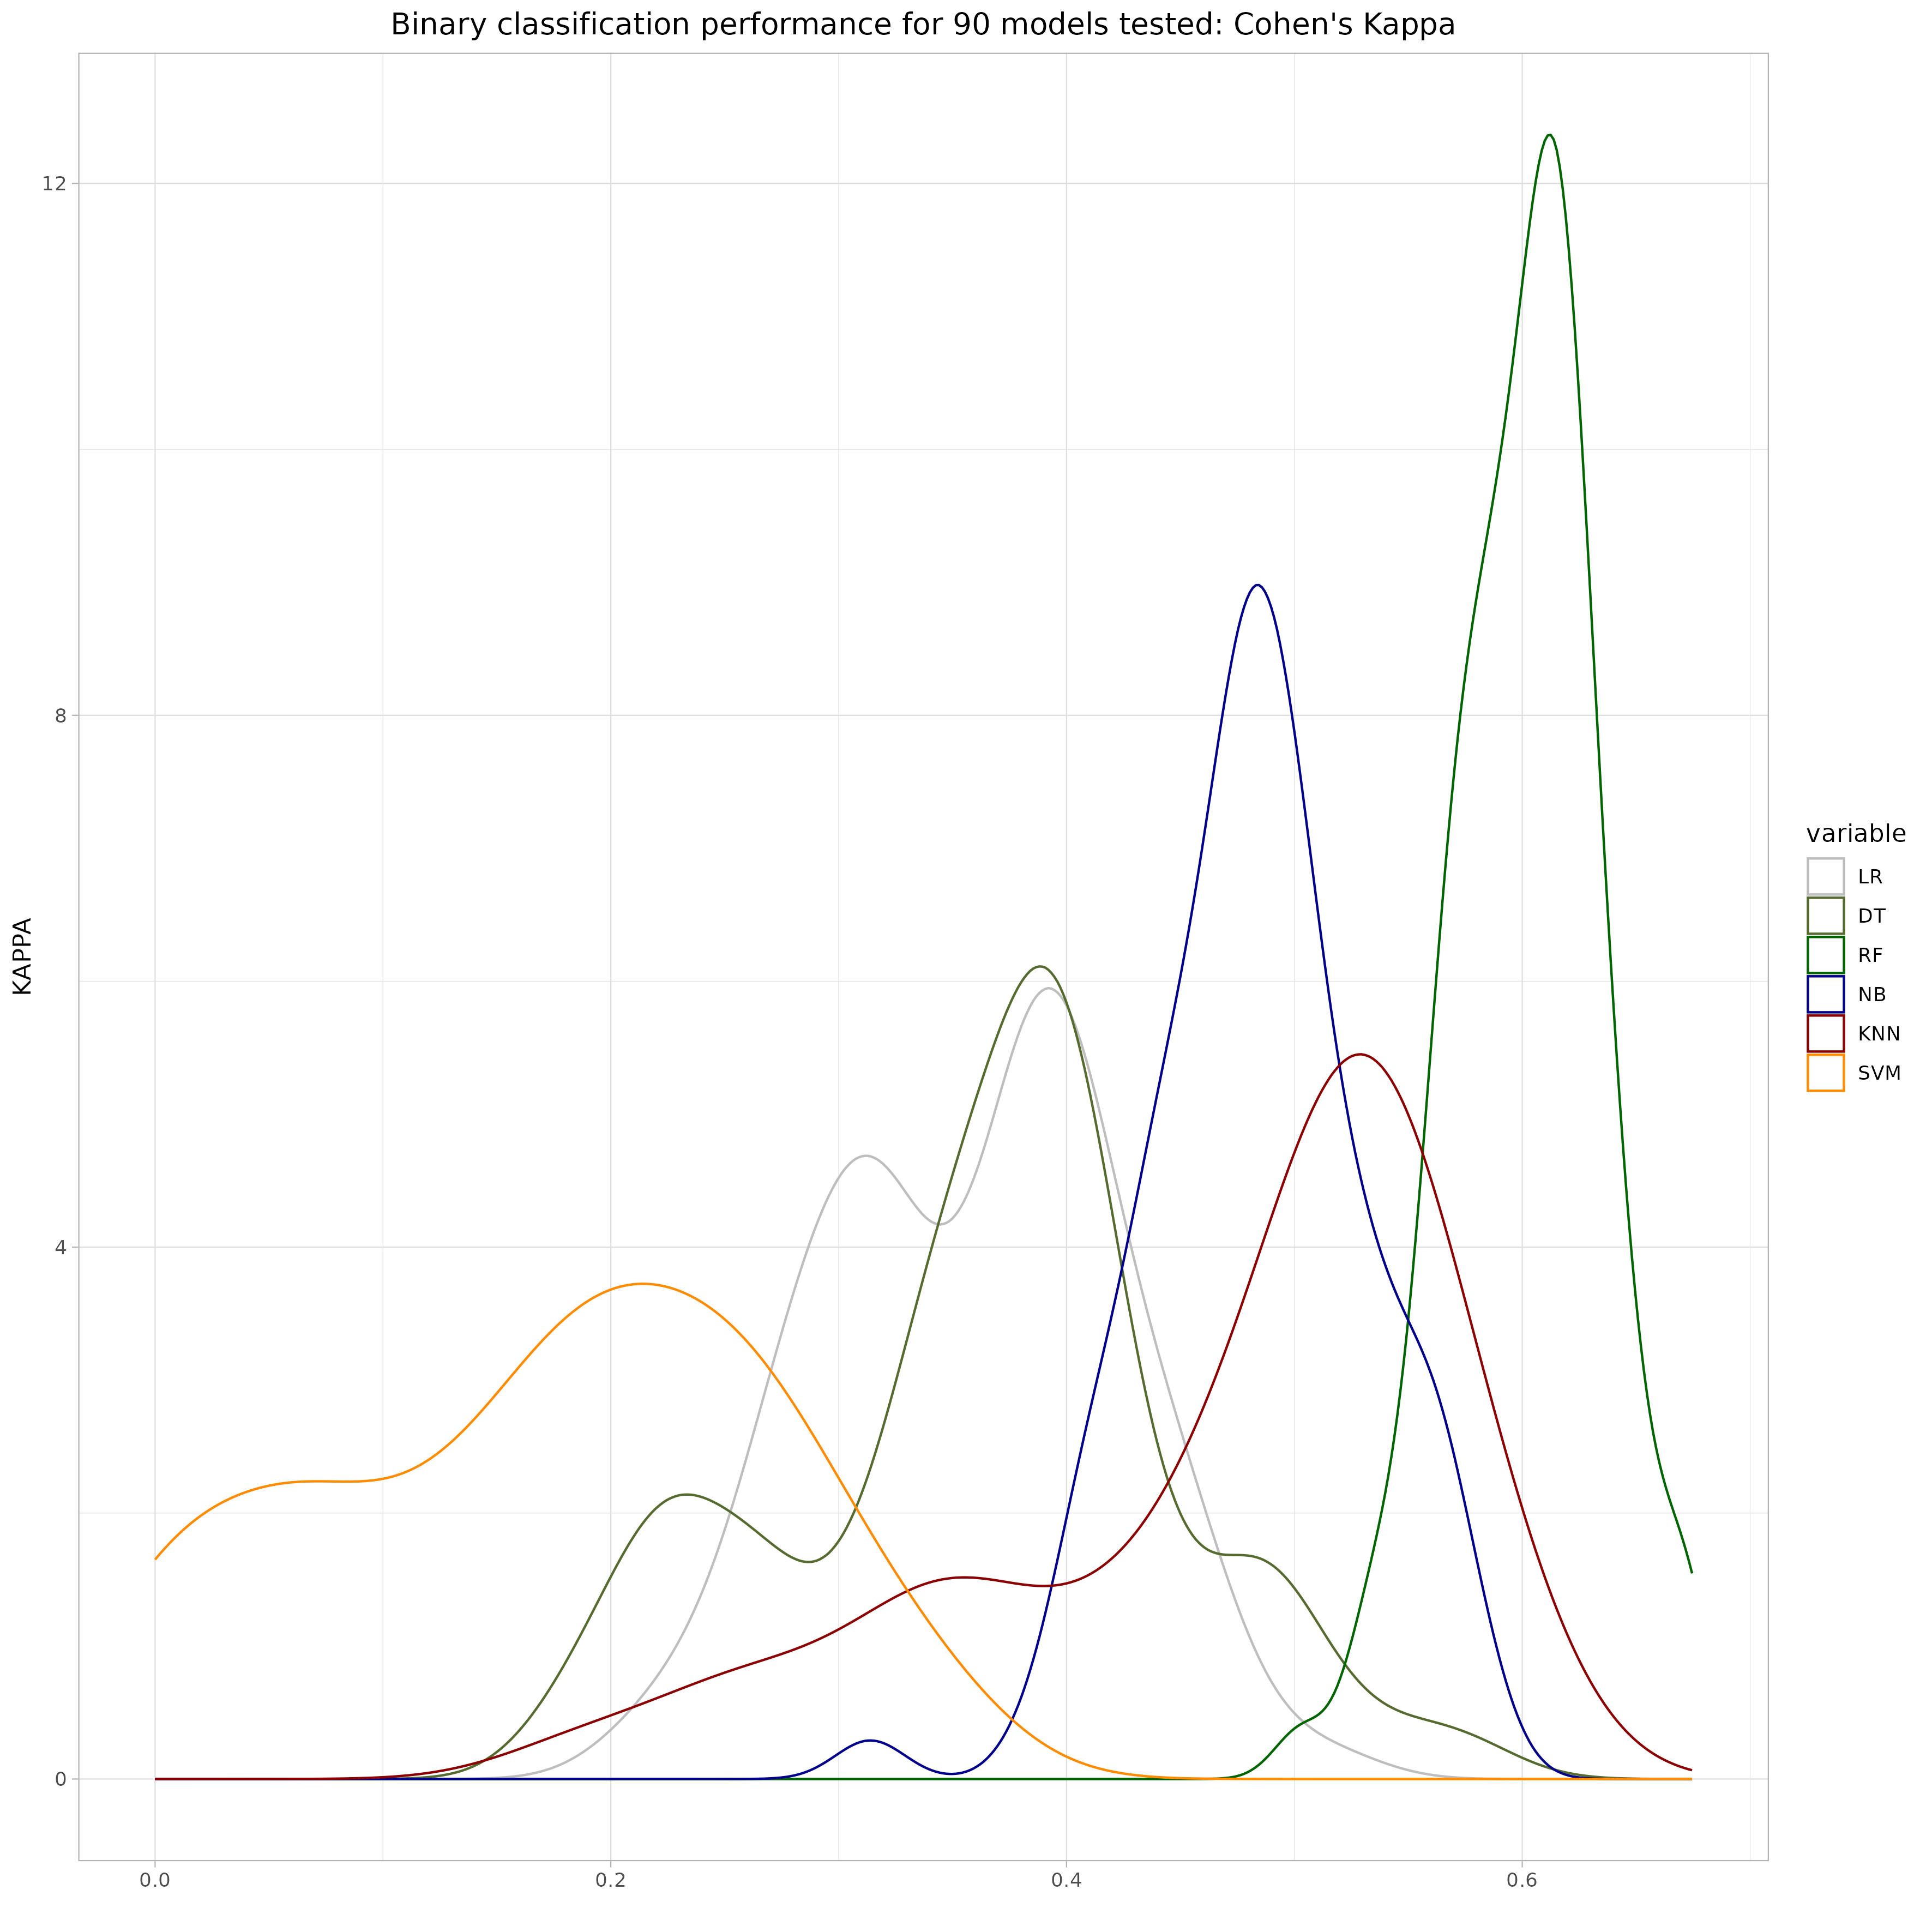 Binary classification performance for 90 models tested: Cohen's Kappa
12
8
4
0
KAPPA
0.0
0.2
0.4
0.6
variable
LR
DT
RF
NB
KNN
SVM